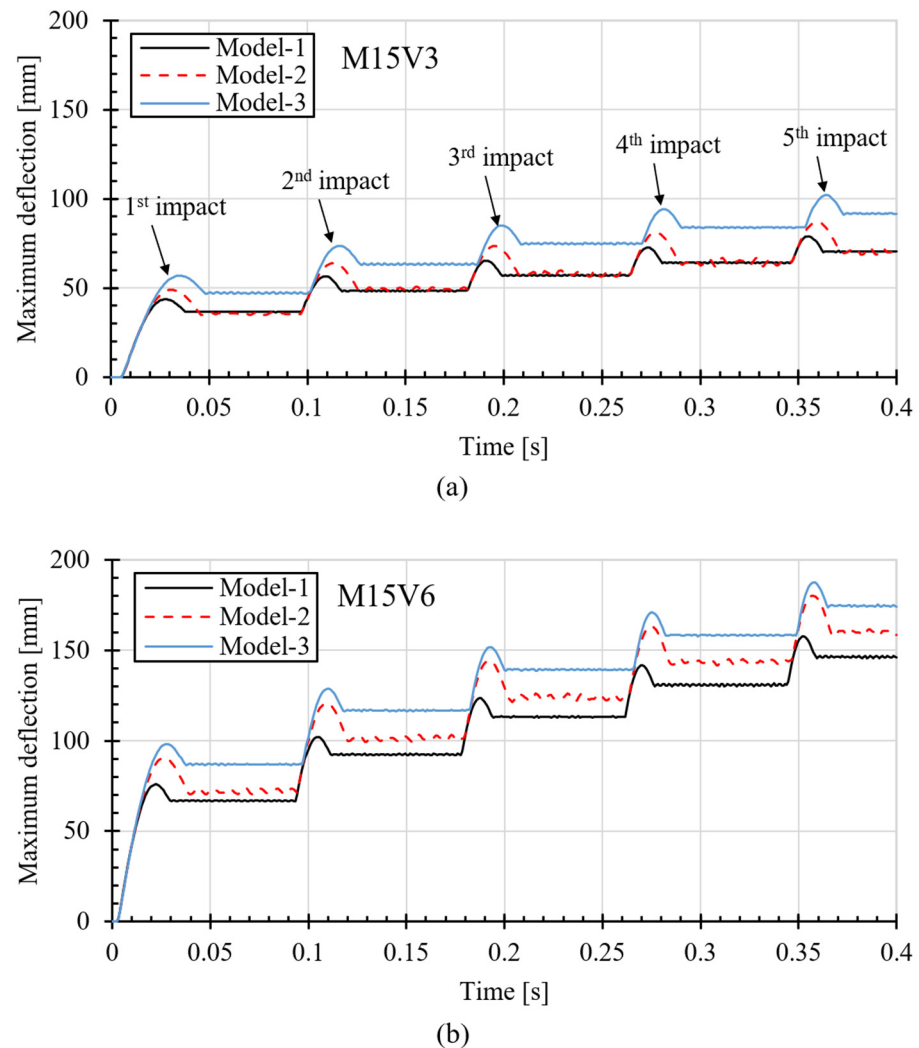 200
150
100
50
0
Maximum deflection [mm]
Model-1
Model-2
Model-3
M15V3
1st impact
2nd impact
3rd impact
4th impact
5th impact
0 0.05 0.1 0.15 0.2 0.25 0.3 0.35 0.4
Time [s]
(a)
200
150
100
50
0
Maximum deflection [mm]
Model-1
Model-2
Model-3
M15V6
0 0.05 0.1 0.15 0.2 0.25 0.3 0.35 0.4
Time [s]
(b)